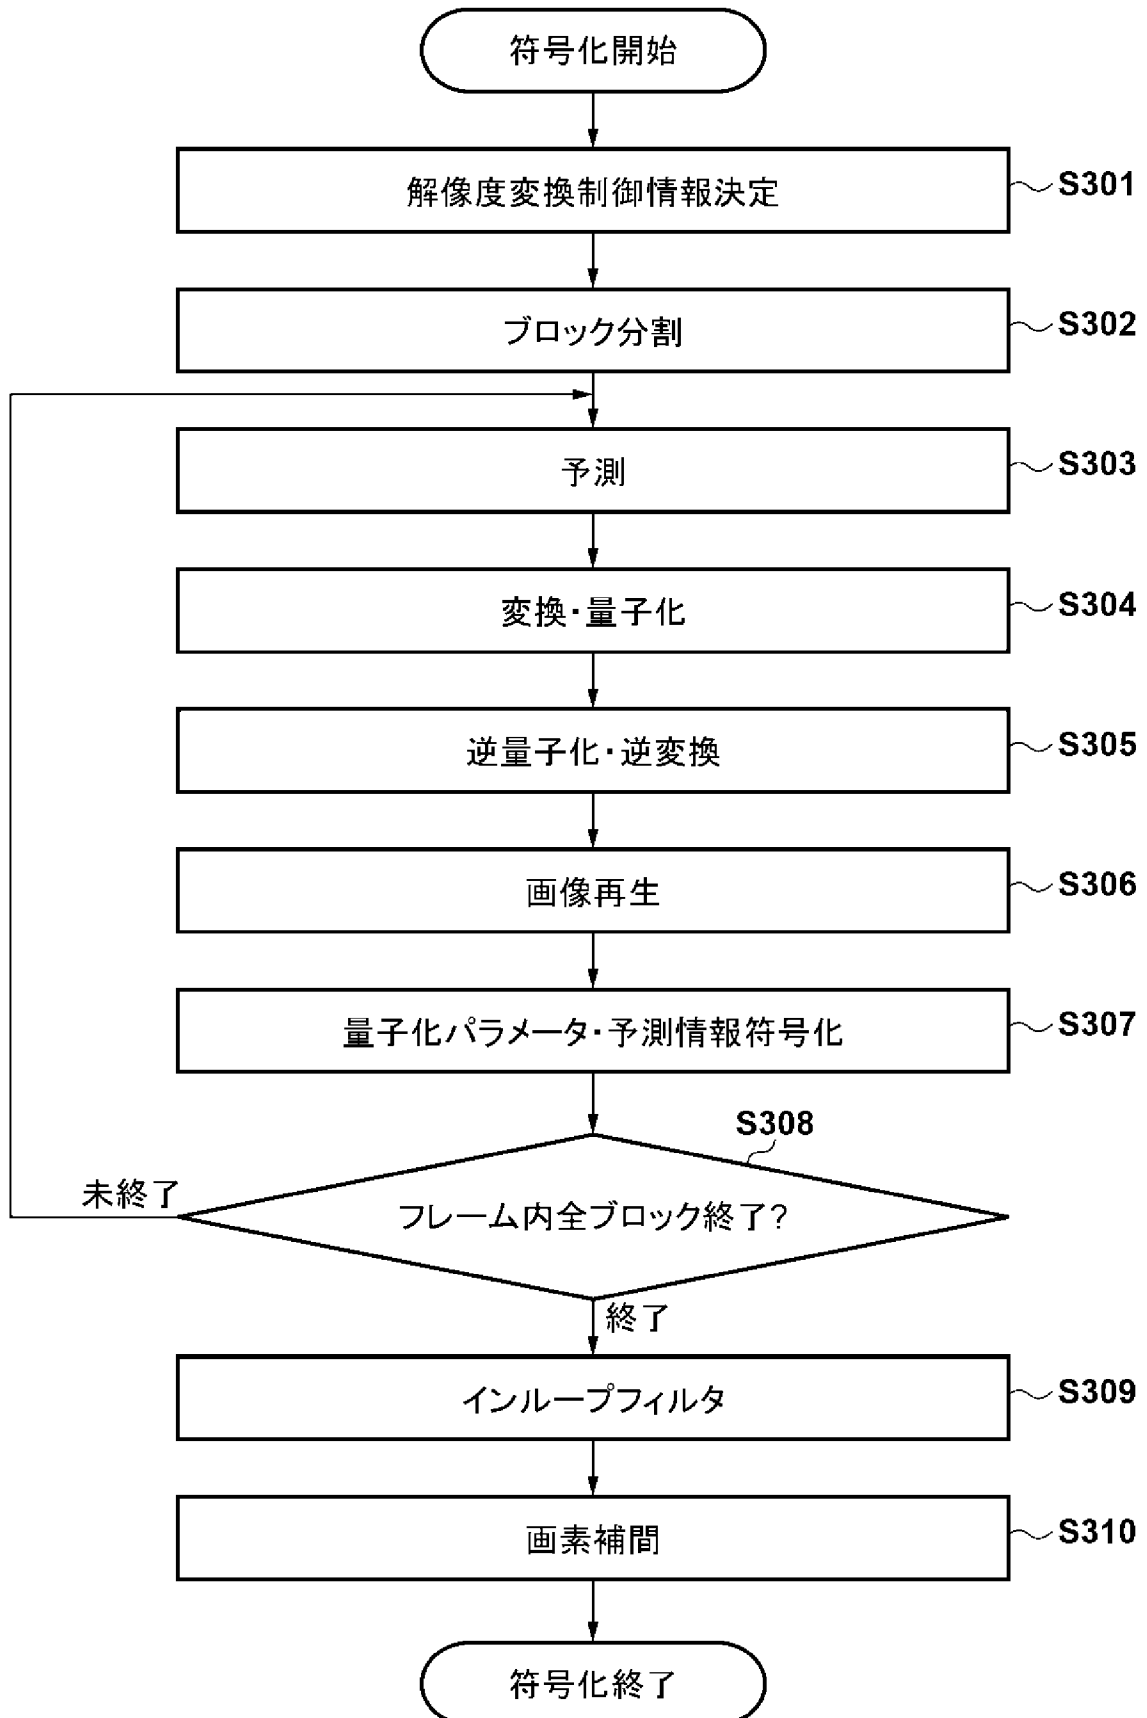 符号化開始
解像度変換制御情報決定
S301
ブロック分割
S302
予測
S303
変換・量子化
S304
逆量子化・逆変換
S305
画像再生
S306
量子化パラメータ・予測情報符号化
S307
S308
未終了
フレーム内全ブロック終了?
終了
インループフィルタ
S309
画素補間
S310
符号化終了